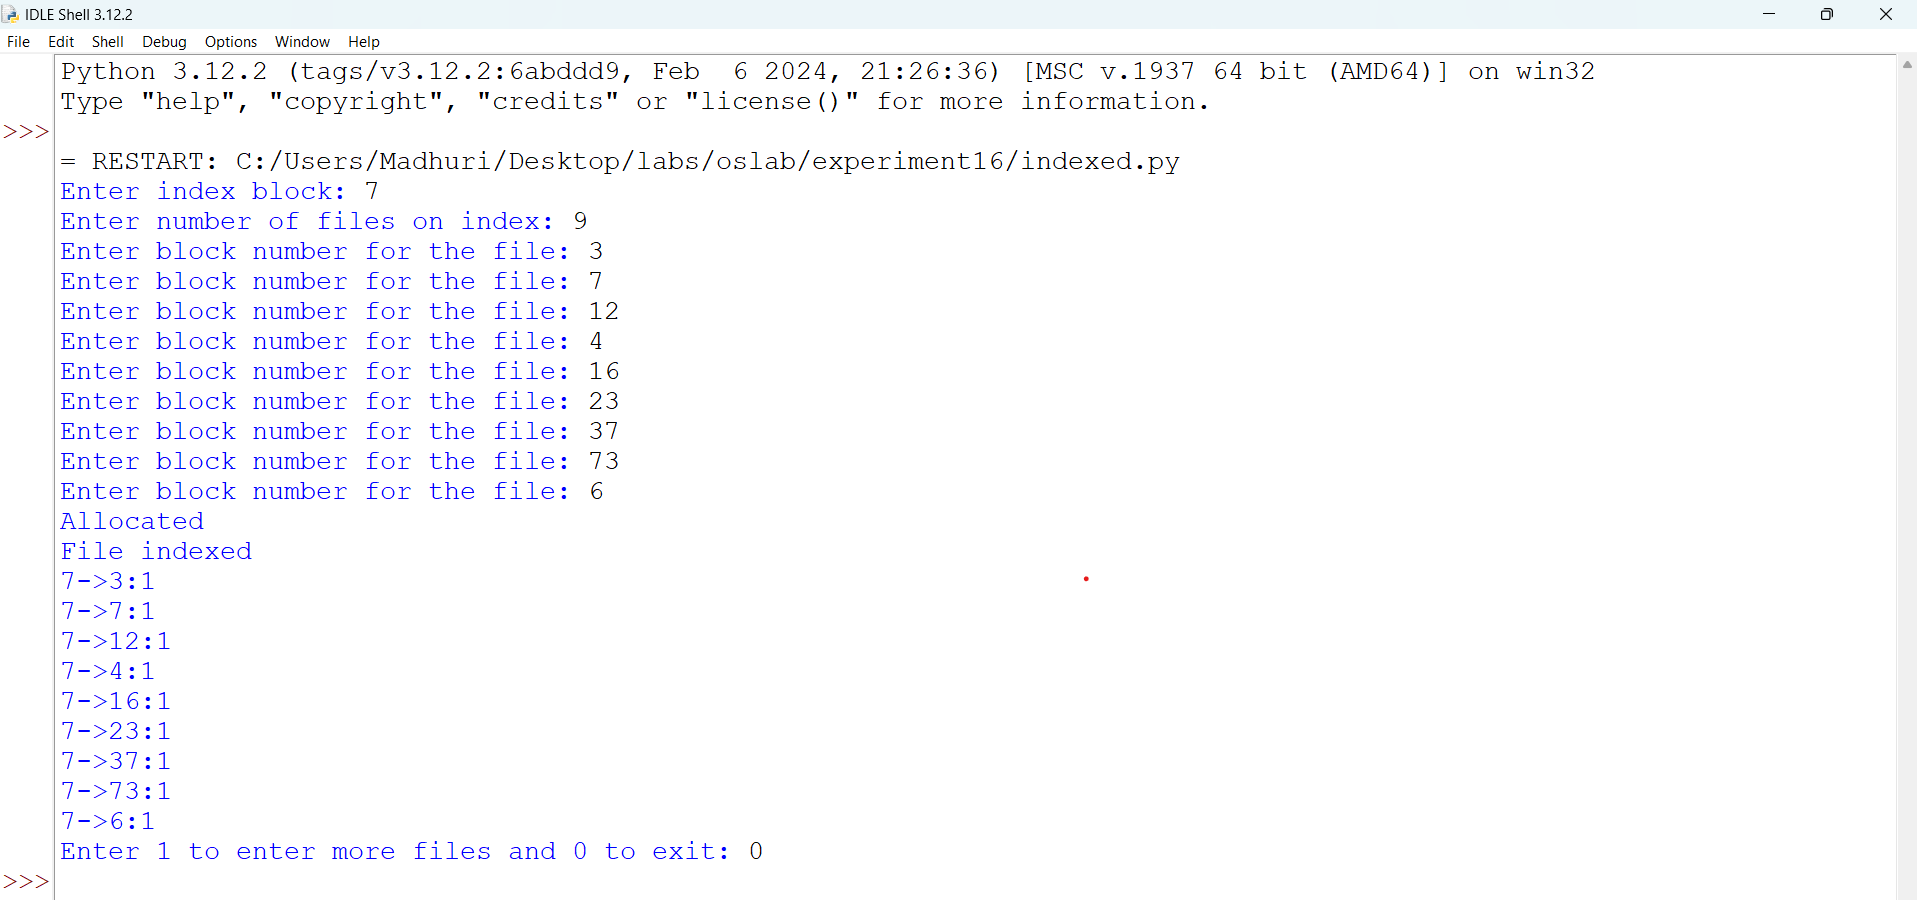 IDLE Shell 3.12.2
File Edit Shell Debug Options Window Help
Python 3.12.2 (tags/v3.12.2:6abddd9, Feb  6 2024, 21:26:36) [MSC v.1937 64 bit (AMD64)] on win32
Type "help", "copyright", "credits" or "license()" for more information.
>>>
= RESTART: C:/Users/Madhuri/Desktop/labs/oslab/experiment16/indexed.py
Enter index block: 7
Enter number of files on index: 9
Enter block number for the file: 3
Enter block number for the file: 7
Enter block number for the file: 12
Enter block number for the file: 4
Enter block number for the file: 16
Enter block number for the file: 23
Enter block number for the file: 37
Enter block number for the file: 73
Enter block number for the file: 6
Allocated
File indexed
7->3:1
7->7:1
7->12:1
7->4:1
7->16:1
7->23:1
7->37:1
7->73:1
7->6:1
Enter 1 to enter more files and 0 to exit: 0
>>>